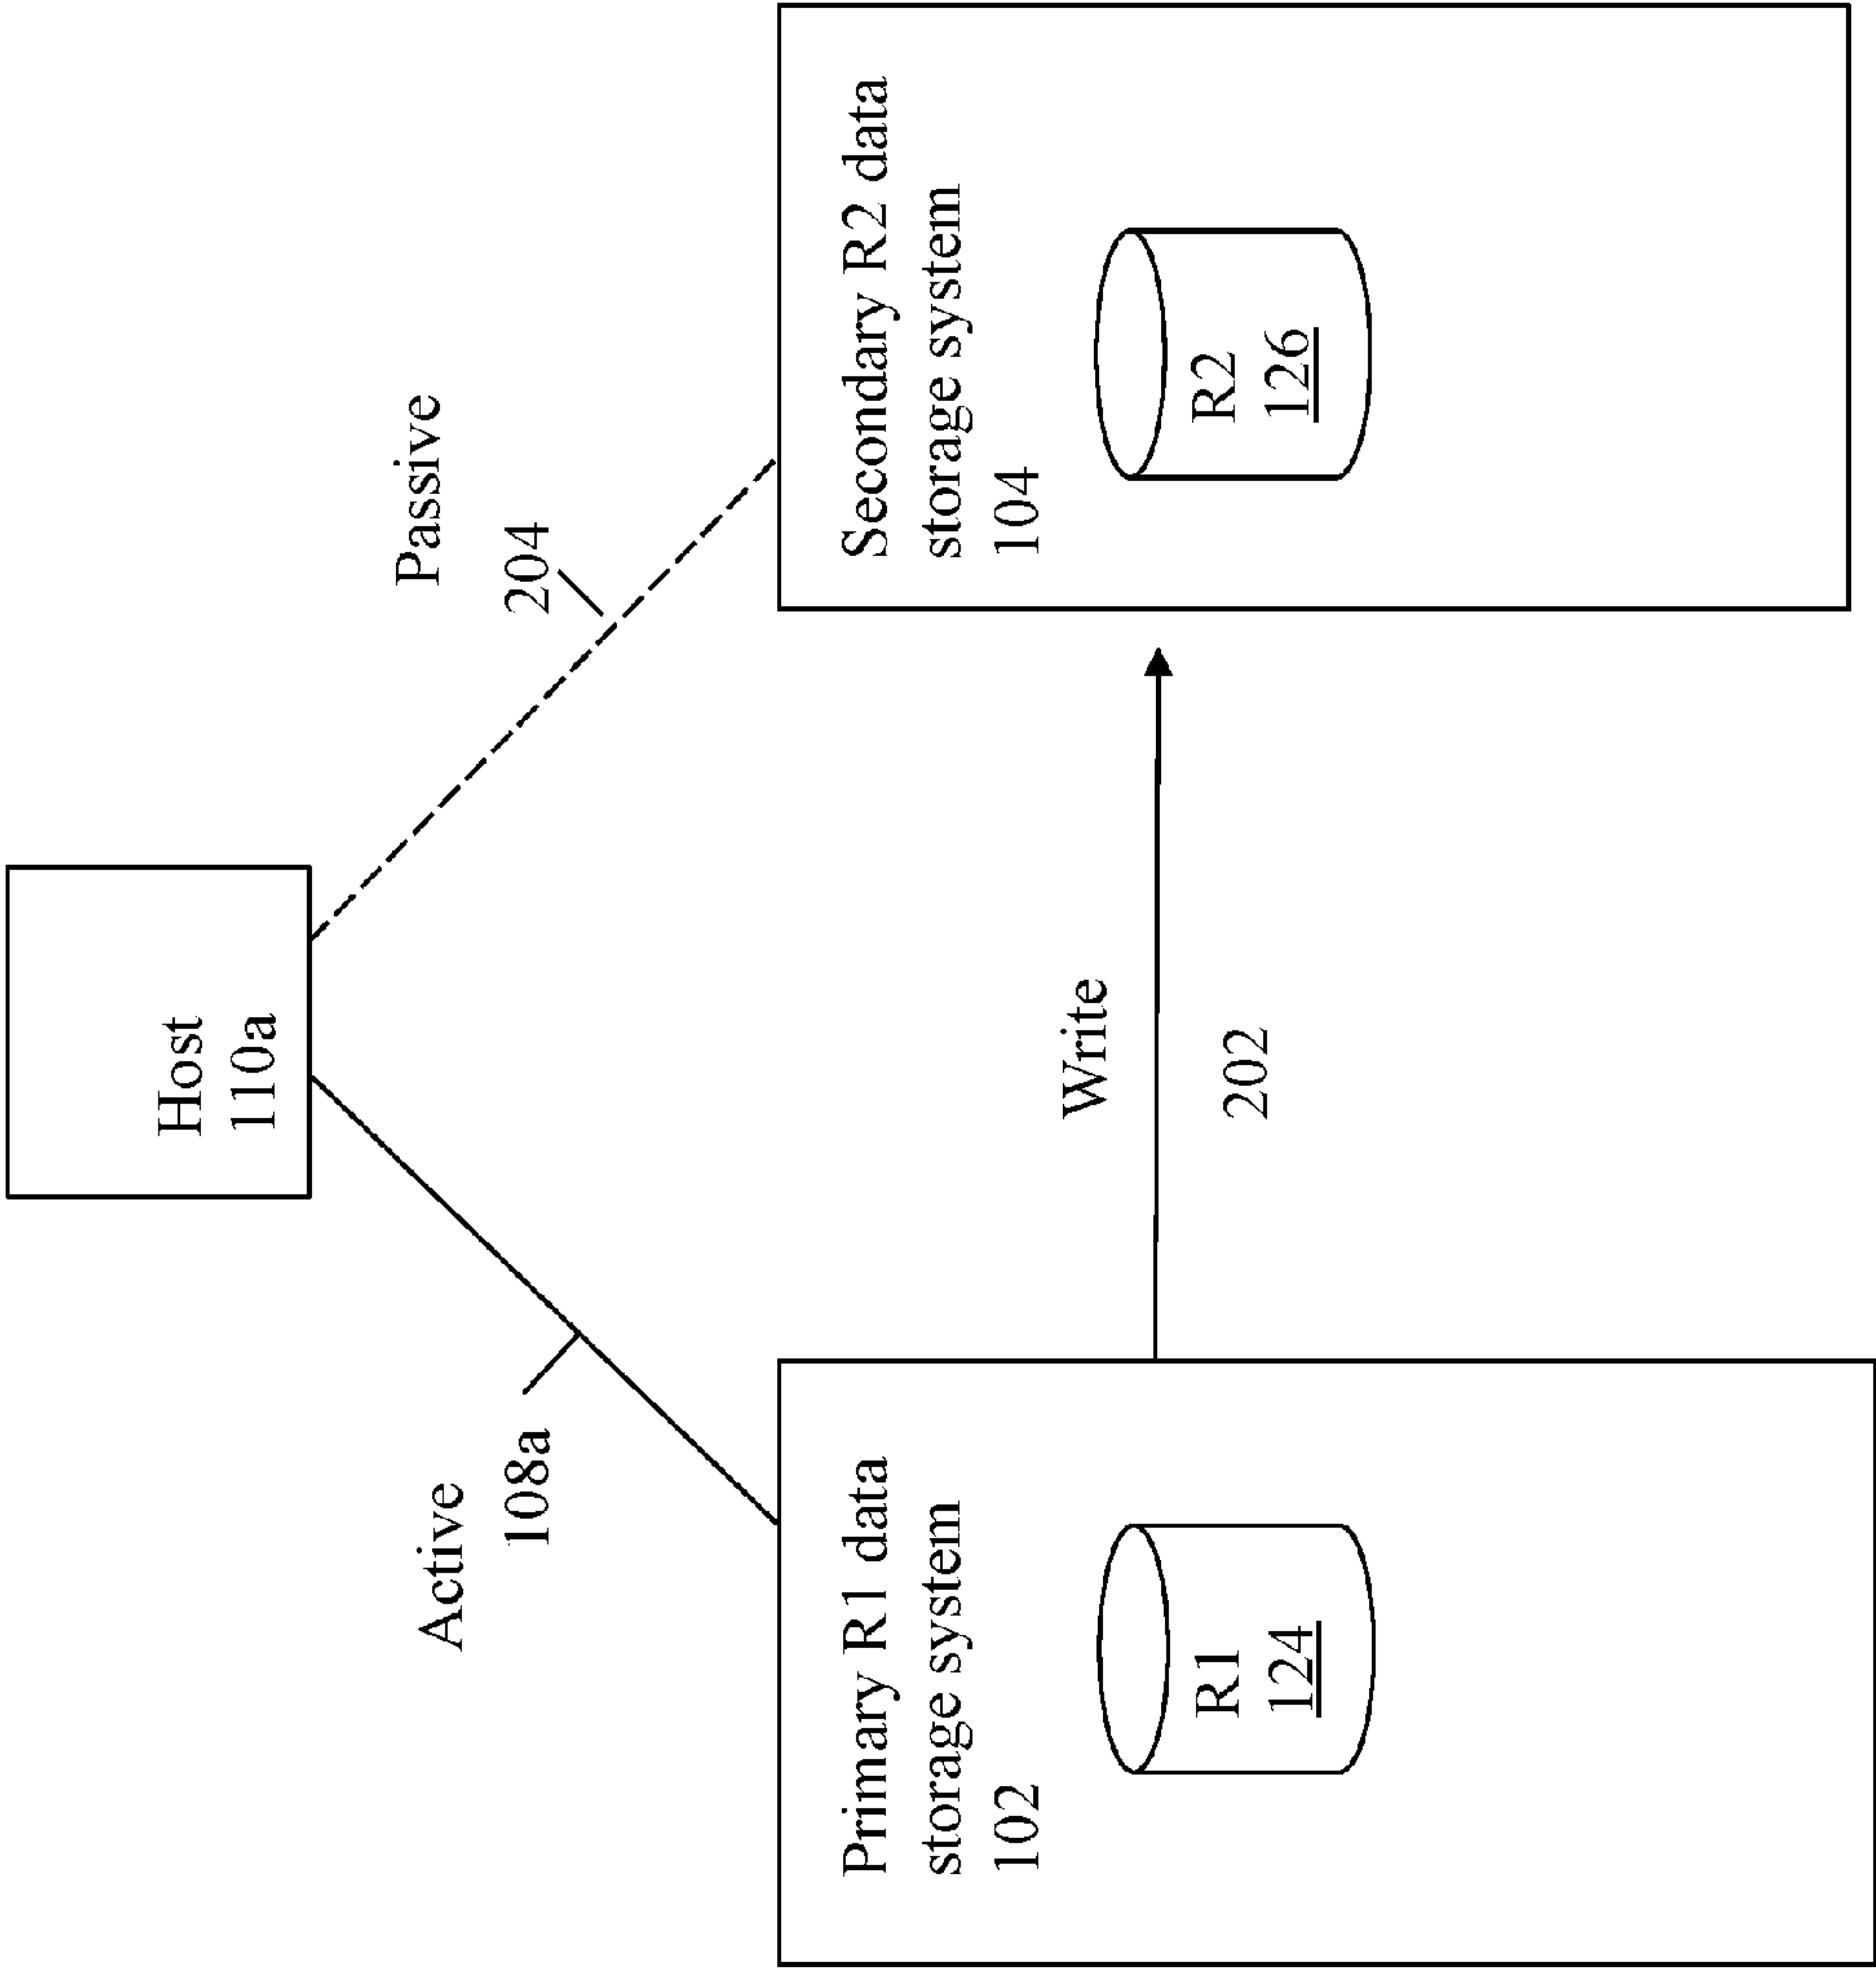 Host
110a
Active
108a
Passive
204
Primary R1 data
storage system
102
R1
124
Write
202
Secondary R2 data
storage system
104
R2
126